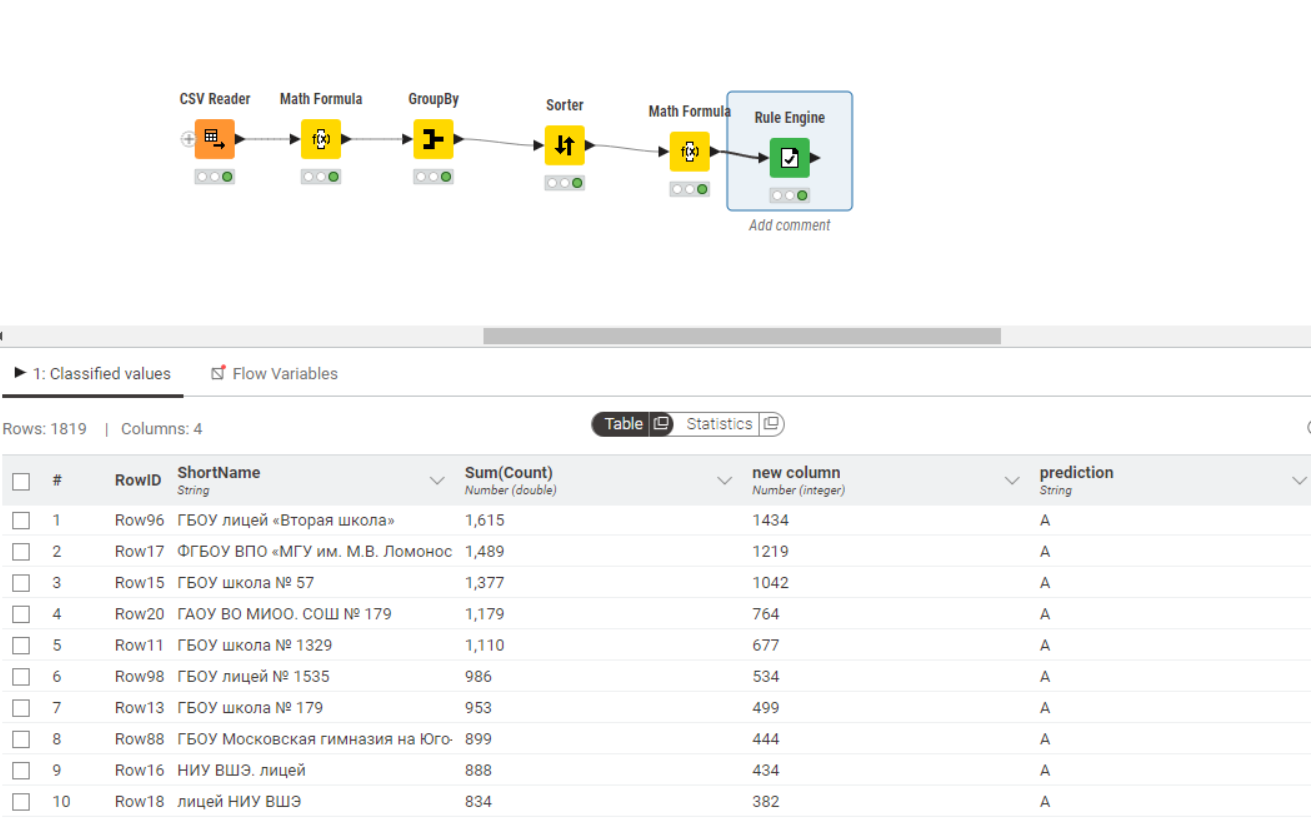 CSV Reader Math Formula GroupBy Sorter Math Formula Rule Engine
f(x) f(x)
Add comment
1: Classified values Flow Variables
Rows: 1819 | Columns: 4 Table Statistics
# RowID ShortName Sum(Count) new column prediction
String Number (double) Number (integer) String
1 Row96 ГБОУ лицей «Вторая школа» 1,615 1434 A
2 Row17 ФГБОУ ВПО «МГУ им. М.В. Ломонос 1,489 1219 A
3 Row15 ГБОУ школа № 57 1,377 1042 A
4 Row20 ГАОУ ВО МИОО. СОШ № 179 1,179 764 A
5 Row11 ГБОУ школа № 1329 1,110 677 A
6 Row98 ГБОУ лицей № 1535 986 534 A
7 Row13 ГБОУ школа № 179 953 499 A
8 Row88 ГБОУ Московская гимназия на Юго- 899 444 A
9 Row16 НИУ ВШЭ. лицей 888 434 A
10 Row18 лицей НИУ ВШЭ 834 382 A